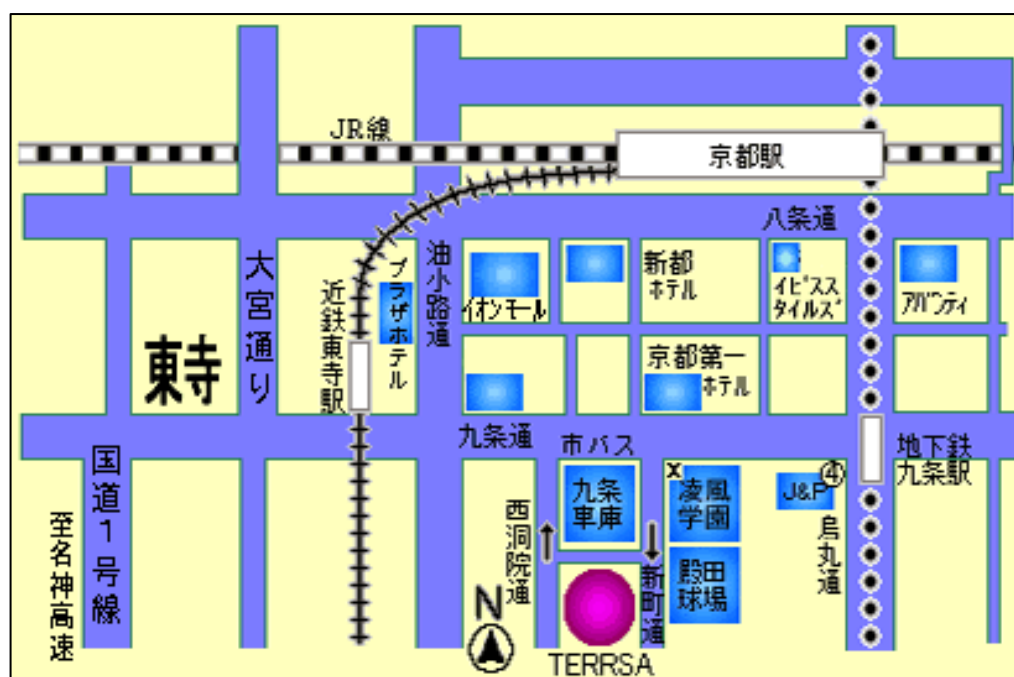 JR線
京都駅
八条通
大宮通り
近鉄東寺駅
プラザホテル
油小路通
イオンモール
新都
ホテル
イビスス
タイルズ
アバンティ
東寺
京都第一
ホテル
九条通
市バス
地下鉄
九条駅
国道1号線
至名神高速
西洞院通
九条
車庫
新町通
x
凌風
学園
殿田
球場
J&P
④
烏丸通
N
TERRSA